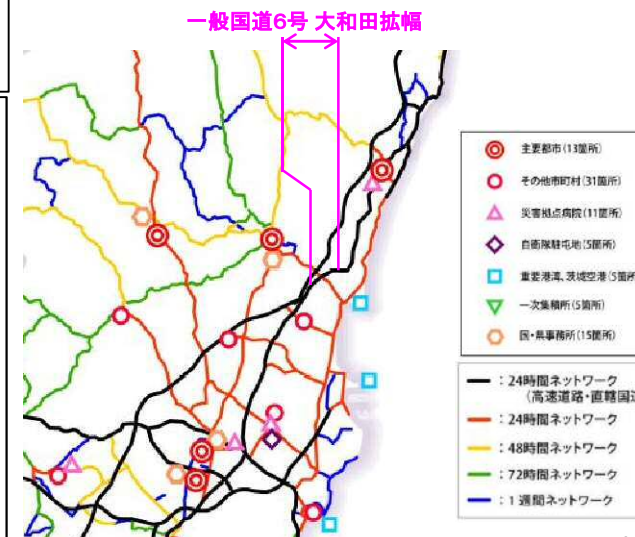 一般国道6号 大和田拡幅
主要都市(13箇所)
その他市町村(31箇所)
災害拠点病院(11箇所)
自衛隊駐屯地(5箇所)
重要港湾、茨城空港(5箇所
一次集積所(5箇所)
国・県事務所(15箇所)
：24時間ネットワーク
（高速道路・直轄国道
：24時間ネットワーク
：48時間ネットワーク
：72時間ネットワーク
：1週間ネットワーク